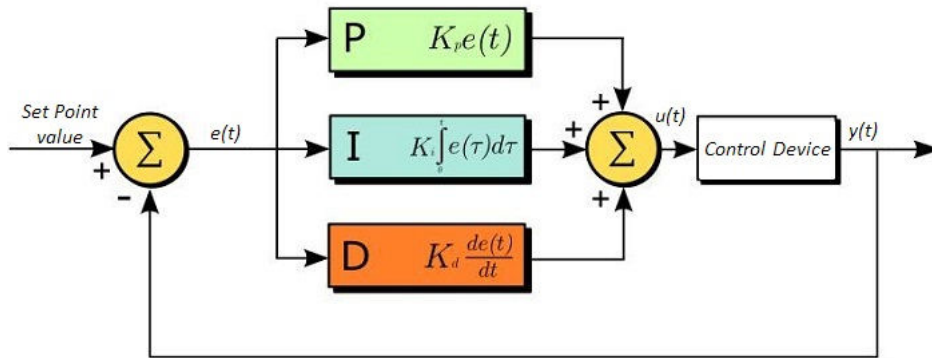 P K_p e(t)
Set Point
value
+
-
Σ
e(t)
I K_i ∫_0^t e(τ)dτ
D K_d de(t)/dt
+
+
+
Σ
u(t)
Control Device
y(t)